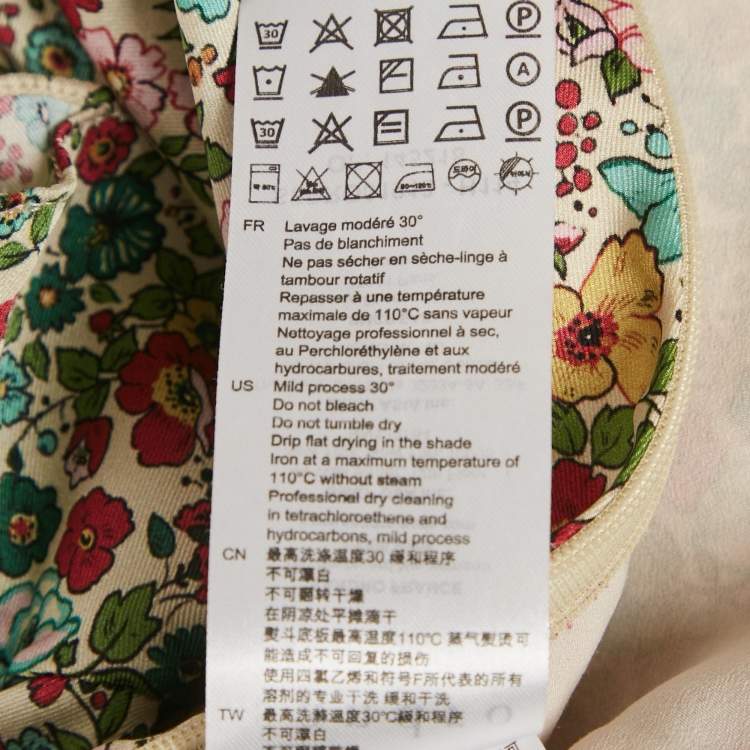 30 P
A
30 P
80~120℃ 드라이
FR Lavage modéré 30°
Pas de blanchiment
Ne pas sécher en sèche-linge à
tambour rotatif
Repasser à une température
maximale de 110°C sans vapeur
Nettoyage professionnel à sec,
au Perchloréthylène et aux
hydrocarbures, traitement modéré
US Mild process 30°
Do not bleach
Do not tumble dry
Drip flat drying in the shade
Iron at a maximum temperature of
110°C without steam
Professional dry cleaning
in tetrachloroethene and
hydrocarbons, mild process
CN 最高洗涤温度30 缓和程序
不可漂白
不可翻转干燥
在阴凉处平摊滴干
熨斗底板最高温度110℃ 蒸气熨烫可
能造成不可回复的损伤
使用四氯乙烯和符号F所代表的所有
溶剂的专业干洗 缓和干洗
TW 最高洗滌溫度30℃緩和程序